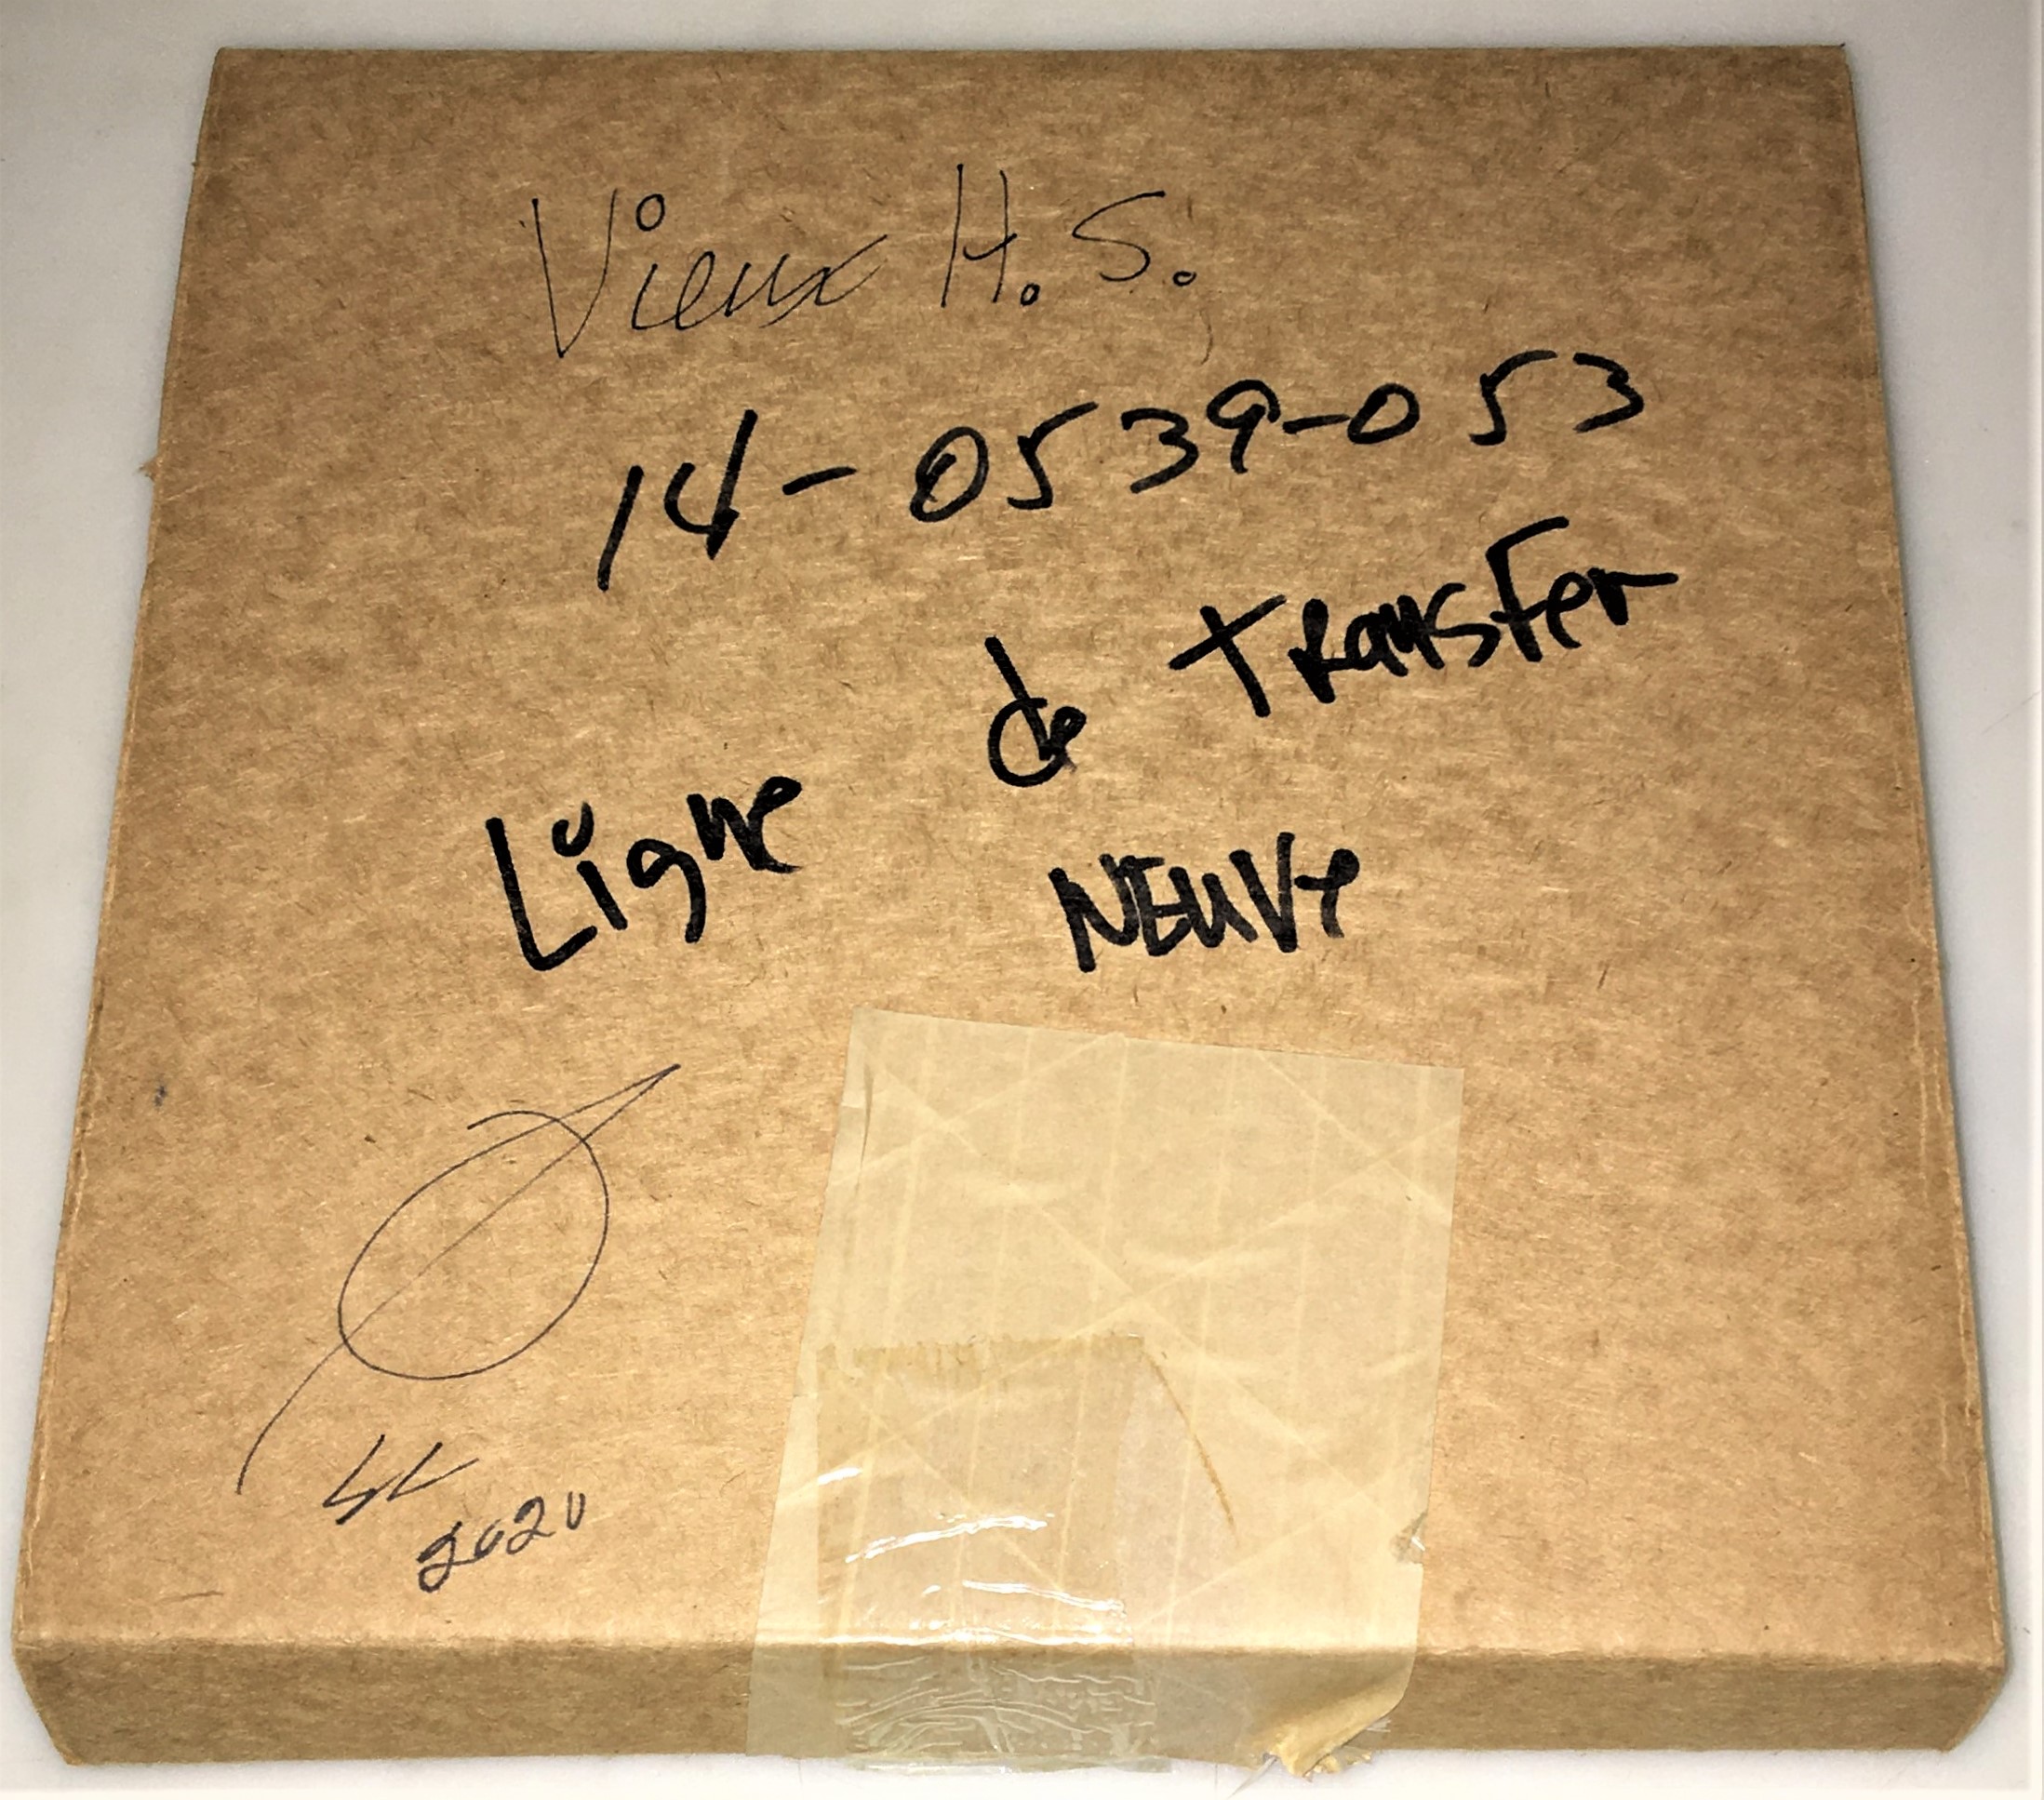 Vieux H.S.
14-0539-053
Ligne de Transfer
NEUVe
2020